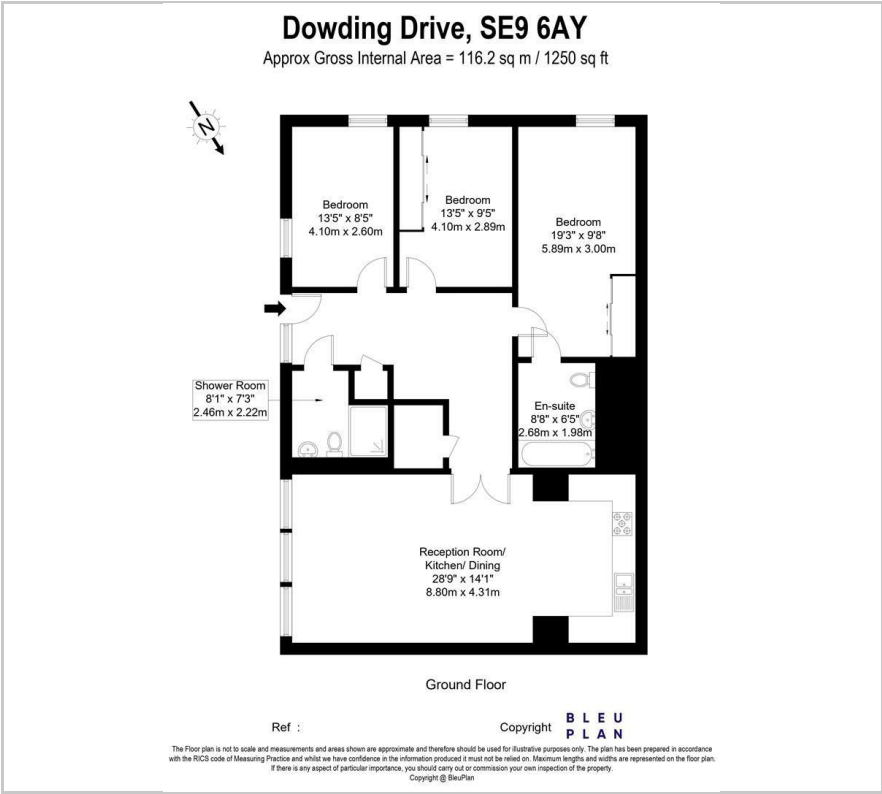 Dowding Drive, SE9 6AY
Approx Gross Internal Area = 116.2 sq m / 1250 sq ft
N
Bedroom
13'5" x 8'5"
4.10m x 2.60m
Bedroom
13'5" x 9'5"
4.10m x 2.89m
Bedroom
19'3" x 9'8"
5.89m x 3.00m
Shower Room
8'1" x 7'3"
2.46m x 2.22m
En-suite
8'8" x 6'5"
2.68m x 1.98m
Reception Room/
Kitchen/ Dining
28'9" x 14'1"
8.80m x 4.31m
Ground Floor
Ref :
Copyright
BLEU
PLAN
The Floor plan is not to scale and measurements and areas shown are approximate and therefore should be used for illustrative purposes only. The plan has been prepared in accordance
with the RICS code of Measuring Practice and whilst we have confidence in the information produced it must not be relied on. Maximum lengths and widths are represented on the floor plan.
If there is any aspect of particular importance, you should carry out or commission your own inspection of the property.
Copyright @ BleuPlan